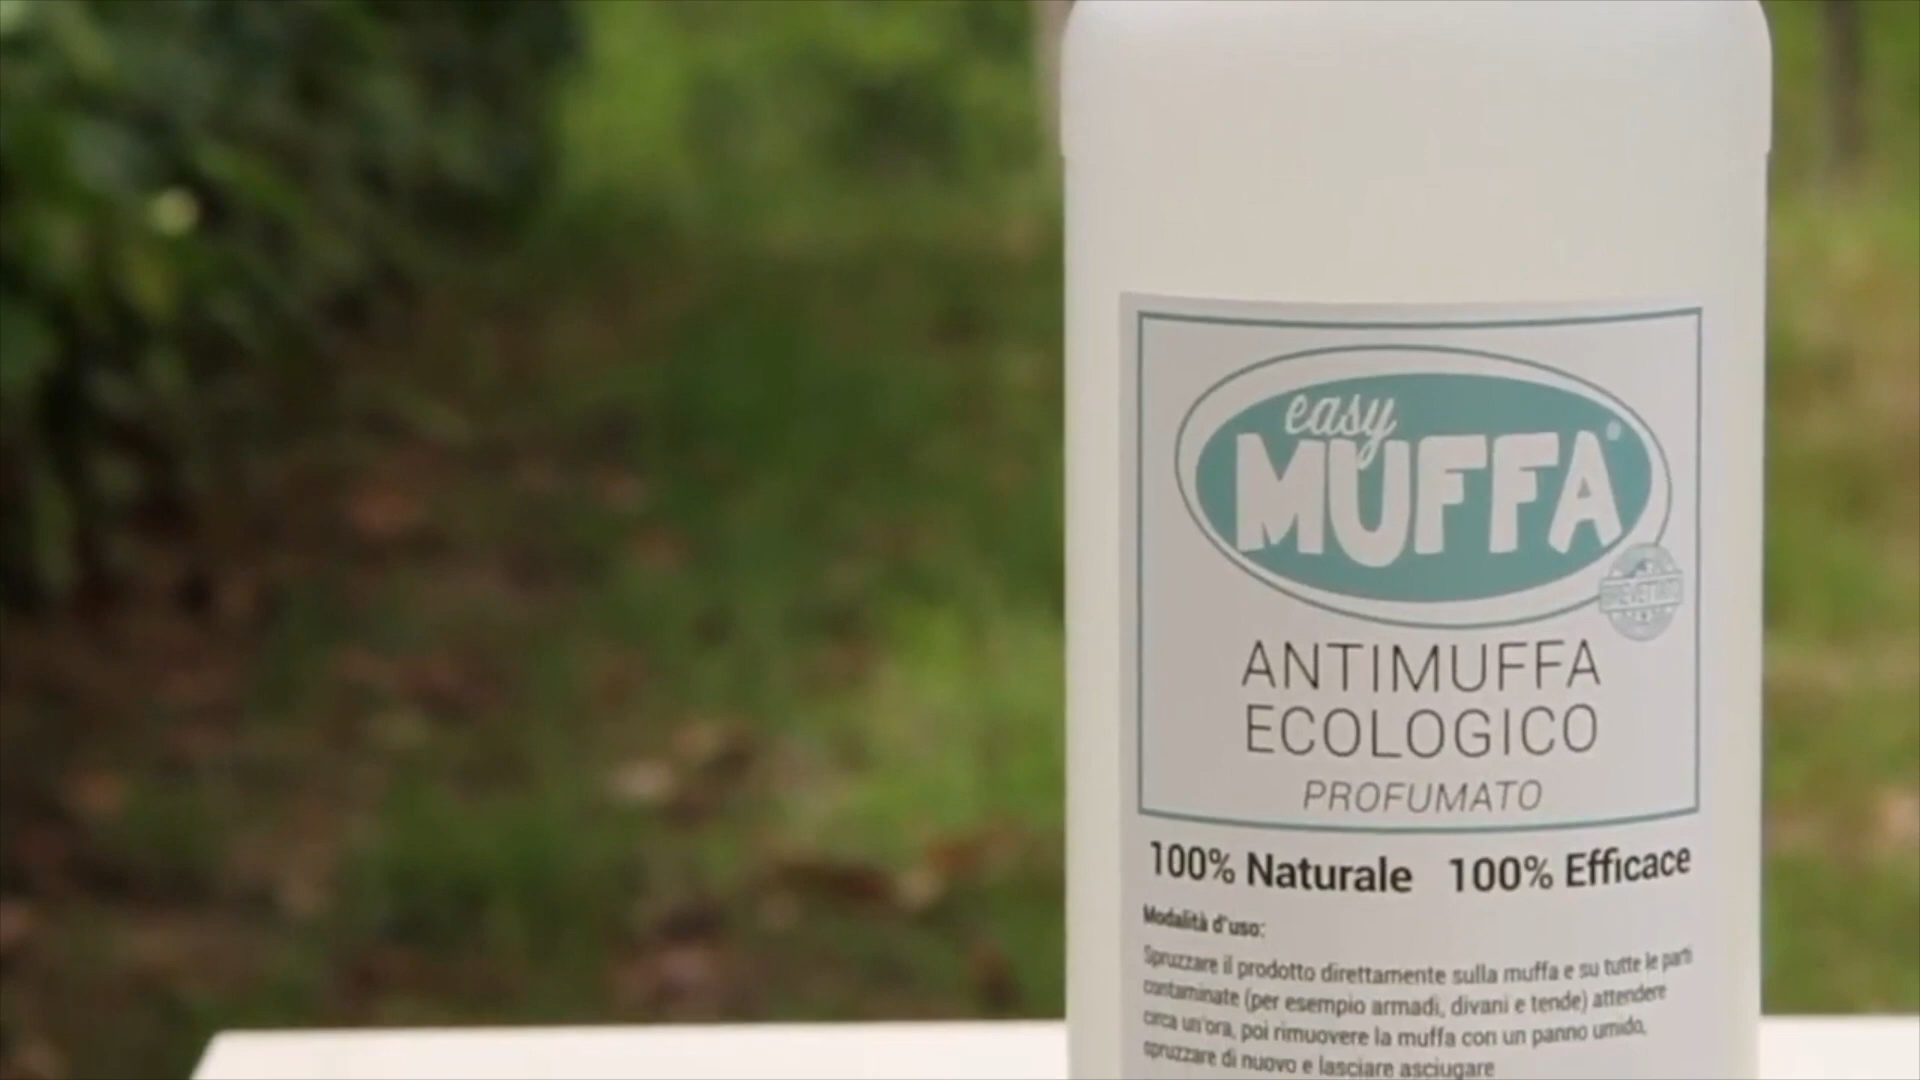 easy
MUFFA®
BREVETTATO
ANTIMUFFA
ECOLOGICO
PROFUMATO
100% Naturale 100% Efficace
Modalità d'uso:
Spruzzare il prodotto direttamente sulla muffa e su tutte le parti
contaminate (per esempio armadi, divani e tende) attendere
circa un'ora, poi rimuovere la muffa con un panno umido,
spruzzare di nuovo e lasciare asciugare